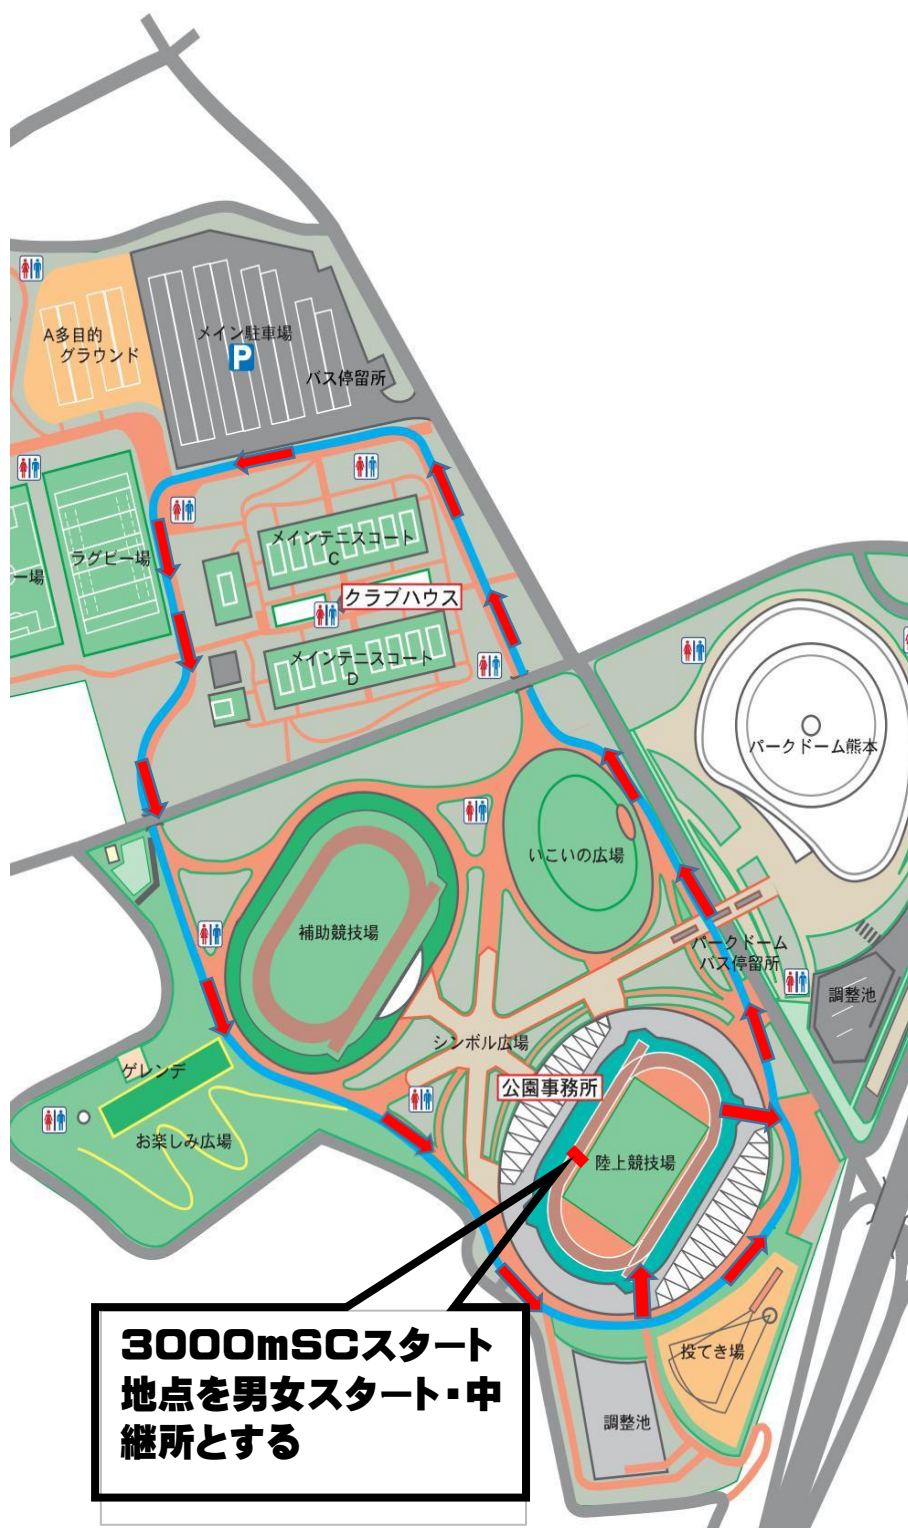 A多目的
グラウンド
メイン駐車場
P
バス停留所
ラグビー場
ー場
メインテニスコート
C
クラブハウス
メインテニスコート
D
パークドーム熊本
いこいの広場
補助競技場
パークドーム
バス停留所
調整池
シンボル広場
ゲレンデ
公園事務所
お楽しみ広場
陸上競技場
3000mSCスタート
地点を男女スタート・中
継所とする
投てき場
調整池